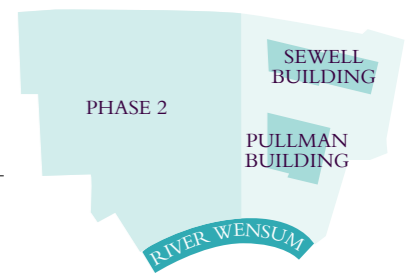 SEWELL
BUILDING
PHASE 2
PULLMAN
BUILDING
RIVER WENSUM